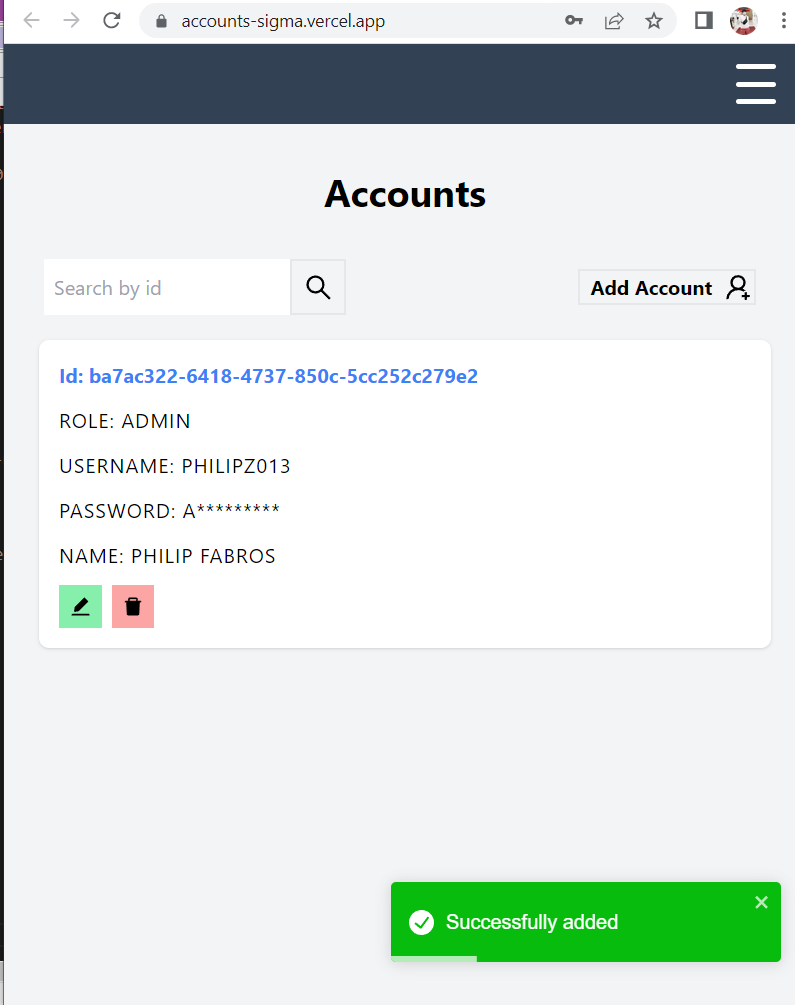 accounts-sigma.vercel.app
Accounts
Search by id
Add Account
Id: ba7ac322-6418-4737-850c-5cc252c279e2
ROLE: ADMIN
USERNAME: PHILIPZ013
PASSWORD: A*********
NAME: PHILIP FABROS
Successfully added